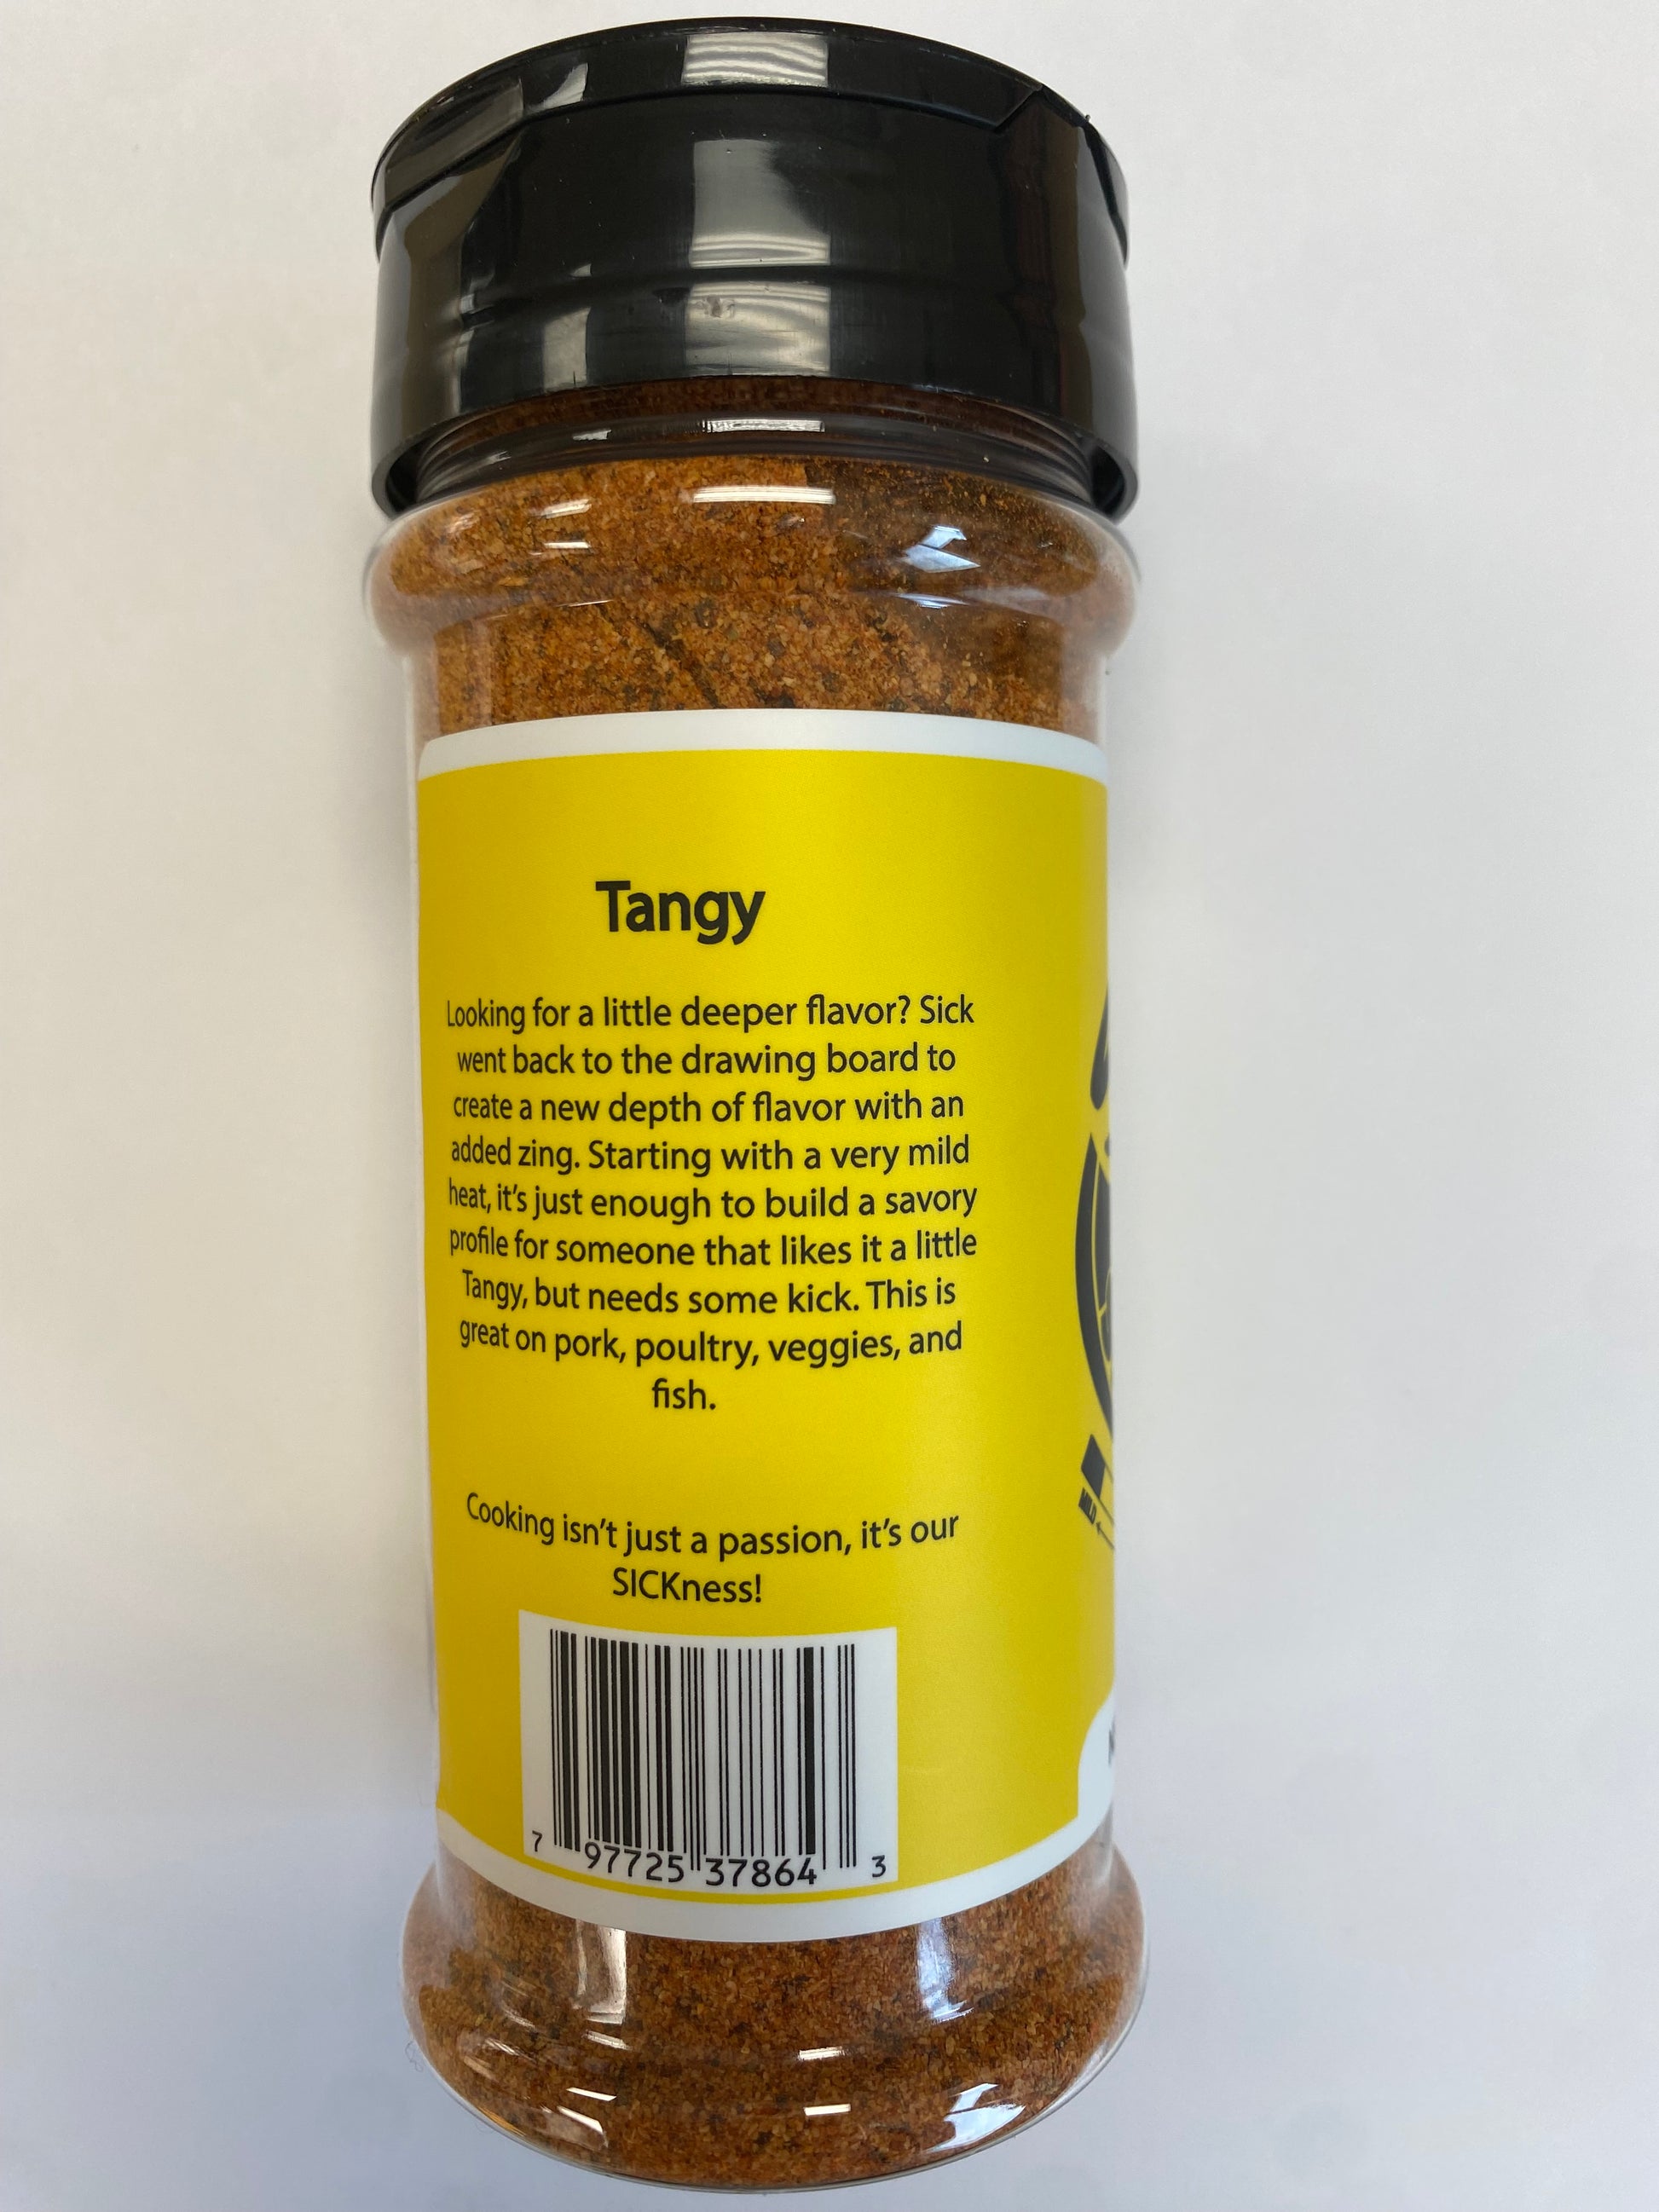 Tangy
Looking for a little deeper flavor? Sick
went back to the drawing board to
create a new depth of flavor with an
added zing. Starting with a very mild
heat, it's just enough to build a savory
profile for someone that likes it a little
Tangy, but needs some kick. This is
great on pork, poultry, veggies, and
fish.
Cooking isn't just a passion, it's our
SICKness!
MILD
7 97725 37864 3